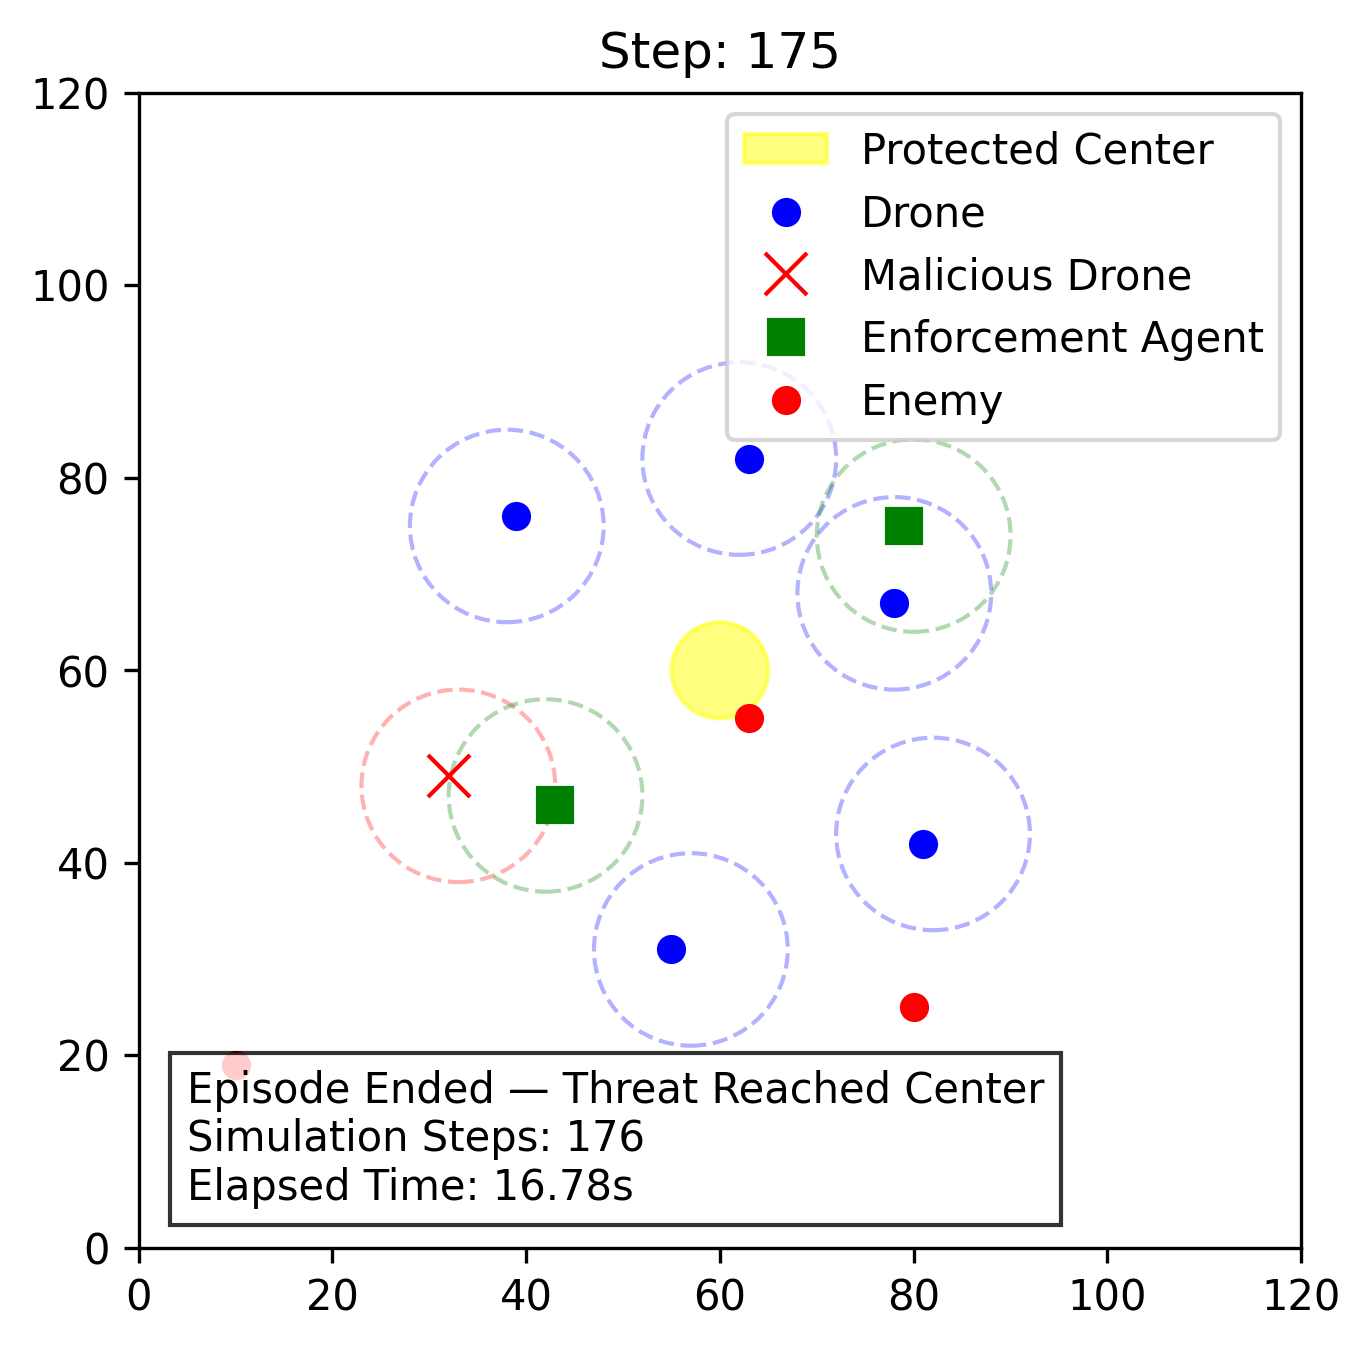 Step: 175
120
100
80
60
40
20
0
Protected Center
Drone
Malicious Drone
Enforcement Agent
Enemy
Episode Ended — Threat Reached Center
Simulation Steps: 176
Elapsed Time: 16.78s
0
20
40
60
80
100
120